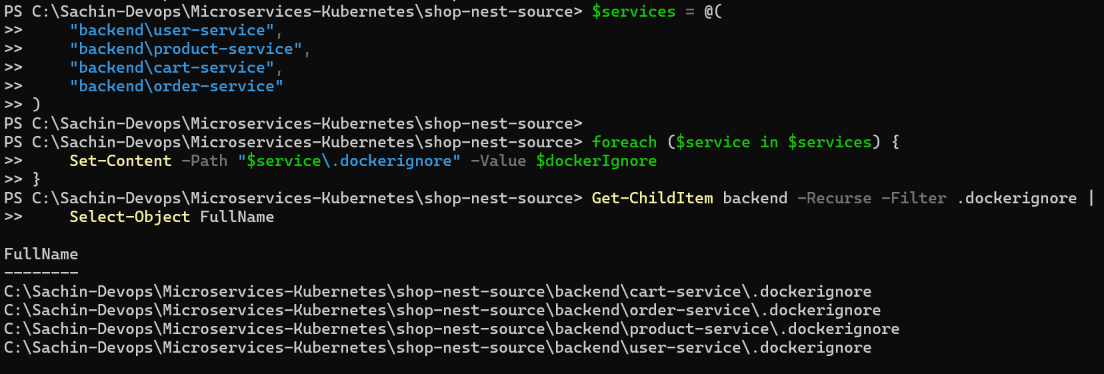 PS C:\Sachin-Devops\Microservices-Kubernetes\shop-nest-source> $services = @(
>>     "backend\user-service",
>>     "backend\product-service",
>>     "backend\cart-service",
>>     "backend\order-service"
>> )
PS C:\Sachin-Devops\Microservices-Kubernetes\shop-nest-source>
PS C:\Sachin-Devops\Microservices-Kubernetes\shop-nest-source> foreach ($service in $services) {
>>     Set-Content -Path "$service\.dockerignore" -Value $dockerIgnore
>> }
PS C:\Sachin-Devops\Microservices-Kubernetes\shop-nest-source> Get-ChildItem backend -Recurse -Filter .dockerignore |
>>     Select-Object FullName

FullName
--------
C:\Sachin-Devops\Microservices-Kubernetes\shop-nest-source\backend\cart-service\.dockerignore
C:\Sachin-Devops\Microservices-Kubernetes\shop-nest-source\backend\order-service\.dockerignore
C:\Sachin-Devops\Microservices-Kubernetes\shop-nest-source\backend\product-service\.dockerignore
C:\Sachin-Devops\Microservices-Kubernetes\shop-nest-source\backend\user-service\.dockerignore